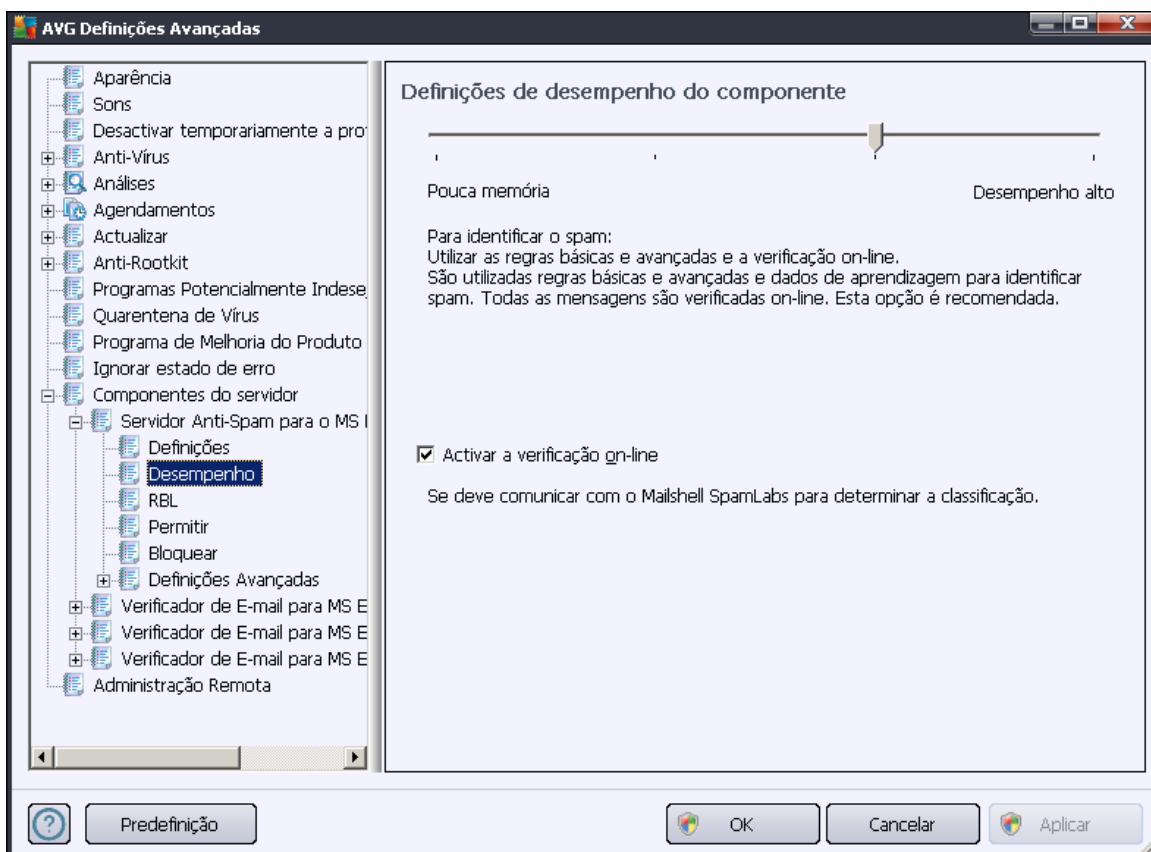 AVG Definições Avançadas
Aparência
Sons
Desactivar temporariamente a pro
Anti-Vírus
Análises
Agendamentos
Actualizar
Anti-Rootkit
Programas Potencialmente Indese
Quarentena de Vírus
Programa de Melhoria do Produto
Ignorar estado de erro
Componentes do servidor
Servidor Anti-Spam para o MS
Definições
Desempenho
RBL
Permitir
Bloquear
Definições Avançadas
Verificador de E-mail para MS E
Verificador de E-mail para MS E
Verificador de E-mail para MS E
Administração Remota
Definições de desempenho do componente
Pouca memória
Desempenho alto
Para identificar o spam:
Utilizar as regras básicas e avançadas e a verificação on-line.
São utilizadas regras básicas e avançadas e dados de aprendizagem para identificar
spam. Todas as mensagens são verificadas on-line. Esta opção é recomendada.
Activar a verificação on-line
Se deve comunicar com o Mailshell SpamLabs para determinar a classificação.
Predefinição
OK
Cancelar
Aplicar